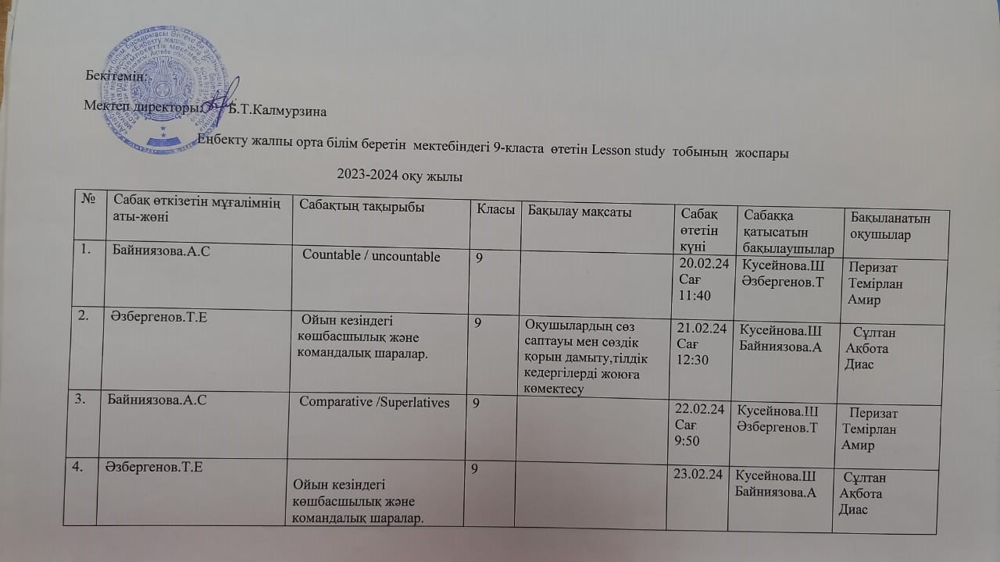 Бекітемін:
Мектеп директоры: Б.Т.Калмурзина
Еңбекту жалпы орта білім беретін мектебіндегі 9-класта өтетін Lesson study тобының жоспары
2023-2024 оқу жылы
№ Сабақ өткізетін мұғалімнің аты-жөні Сабақтың тақырыбы Класы Бақылау мақсаты Сабақ өтетін күні Сабаққа қатысатын бақылаушылар Бақыланатын оқушылар
1. Байниязова.А.С Countable / uncountable 9 20.02.24 Сағ 11:40 Кусейнова.Ш Әзбергенов.Т Перизат Темірлан Амир
2. Әзбергенов.Т.Е Ойын кезіндегі көшбасшылық және командалық шаралар. 9 Оқушылардың сөз саптауы мен сөздік қорын дамыту,тілдік кедергілерді жоюға көмектесу 21.02.24 Сағ 12:30 Кусейнова.Ш Байниязова.А Сұлтан Ақбота Диас
3. Байниязова.А.С Comparative /Superlatives 9 22.02.24 Сағ 9:50 Кусейнова.Ш Әзбергенов.Т Перизат Темірлан Амир
4. Әзбергенов.Т.Е Ойын кезіндегі көшбасшылық және командалық шаралар. 9 23.02.24 Кусейнова.Ш Байниязова.А Сұлтан Ақбота Диас